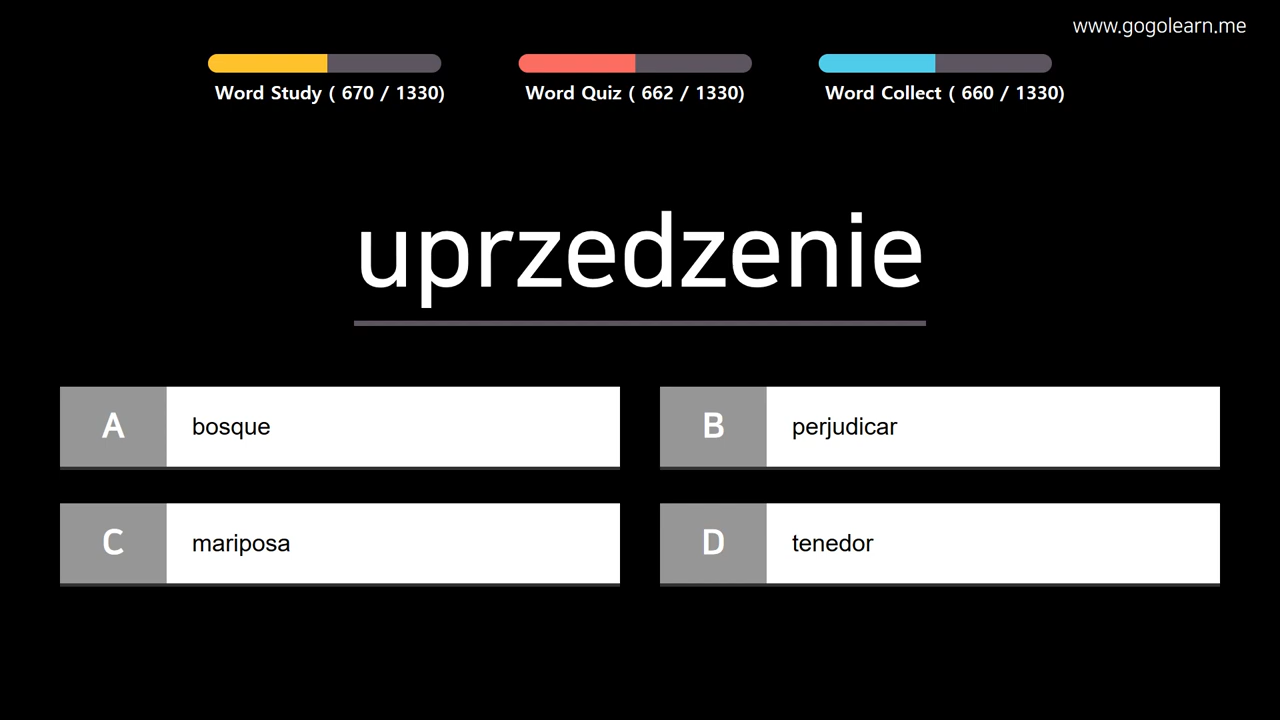 www.gogolearn.me
Word Study ( 670 / 1330)
Word Quiz ( 662 / 1330)
Word Collect ( 660 / 1330)
uprzedzenie
A bosque
B perjudicar
C mariposa
D tenedor